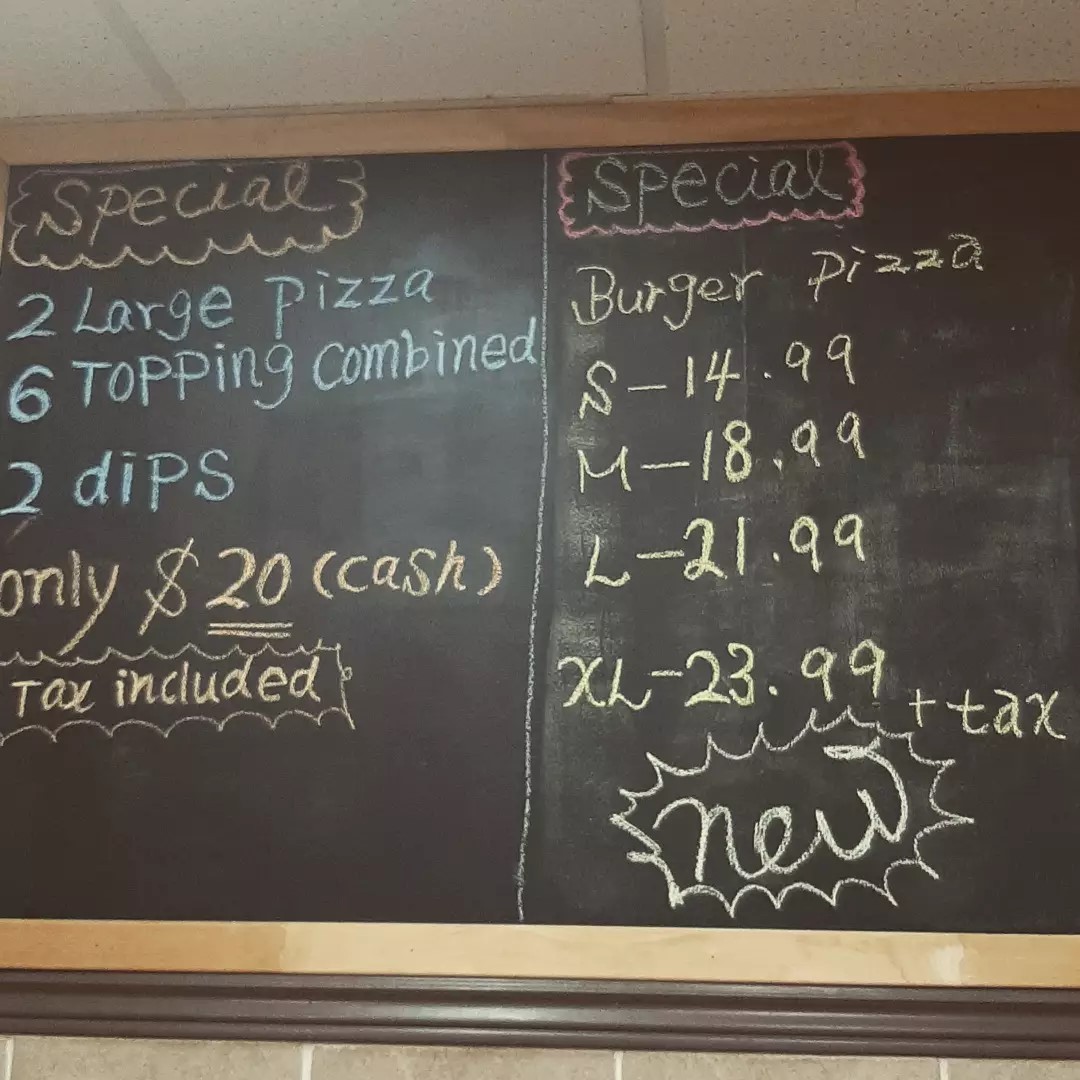 Special
2 Large Pizza
6 Topping Combined
2 dips
only $20 (cash)
Tax included
Special
Burger Pizza
S-14.99
M-18.99
L-21.99
XL-23.99
+tax
new